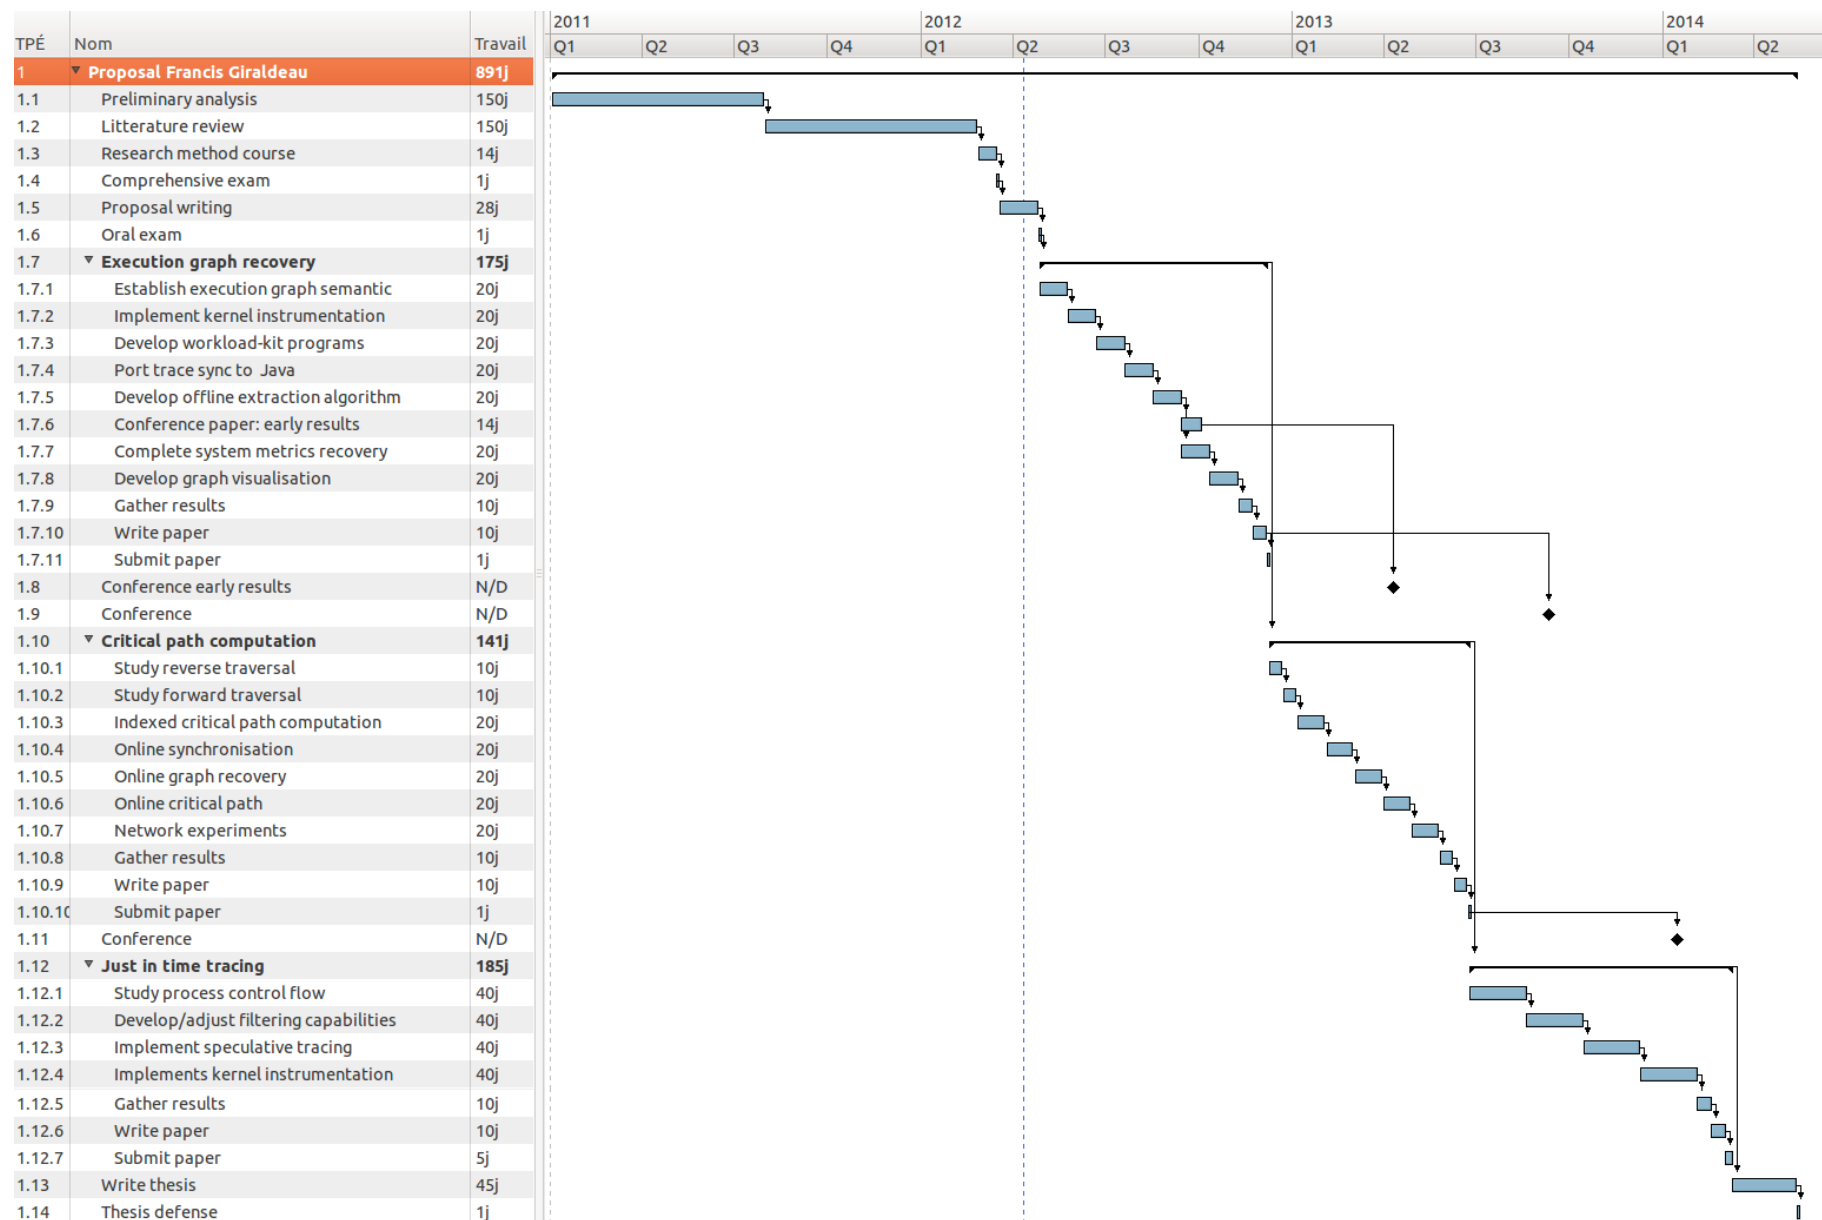 2011 2012 2013 2014
TPÉ Nom Travail Q1 Q2 Q3 Q4 Q1 Q2 Q3 Q4 Q1 Q2 Q3 Q4 Q1 Q2
1 Proposal Francis Giraldeau 891j
1.1 Preliminary analysis 150j
1.2 Litterature review 150j
1.3 Research method course 14j
1.4 Comprehensive exam 1j
1.5 Proposal writing 28j
1.6 Oral exam 1j
1.7 Execution graph recovery 175j
1.7.1 Establish execution graph semantic 20j
1.7.2 Implement kernel instrumentation 20j
1.7.3 Develop workload-kit programs 20j
1.7.4 Port trace sync to Java 20j
1.7.5 Develop offline extraction algorithm 20j
1.7.6 Conference paper: early results 14j
1.7.7 Complete system metrics recovery 20j
1.7.8 Develop graph visualisation 20j
1.7.9 Gather results 10j
1.7.10 Write paper 10j
1.7.11 Submit paper 1j
1.8 Conference early results N/D
1.9 Conference N/D
1.10 Critical path computation 141j
1.10.1 Study reverse traversal 10j
1.10.2 Study forward traversal 10j
1.10.3 Indexed critical path computation 20j
1.10.4 Online synchronisation 20j
1.10.5 Online graph recovery 20j
1.10.6 Online critical path 20j
1.10.7 Network experiments 20j
1.10.8 Gather results 10j
1.10.9 Write paper 10j
1.10.10 Submit paper 1j
1.11 Conference N/D
1.12 Just in time tracing 185j
1.12.1 Study process control flow 40j
1.12.2 Develop/adjust filtering capabilities 40j
1.12.3 Implement speculative tracing 40j
1.12.4 Implements kernel instrumentation 40j
1.12.5 Gather results 10j
1.12.6 Write paper 10j
1.12.7 Submit paper 5j
1.13 Write thesis 45j
1.14 Thesis defense 1j